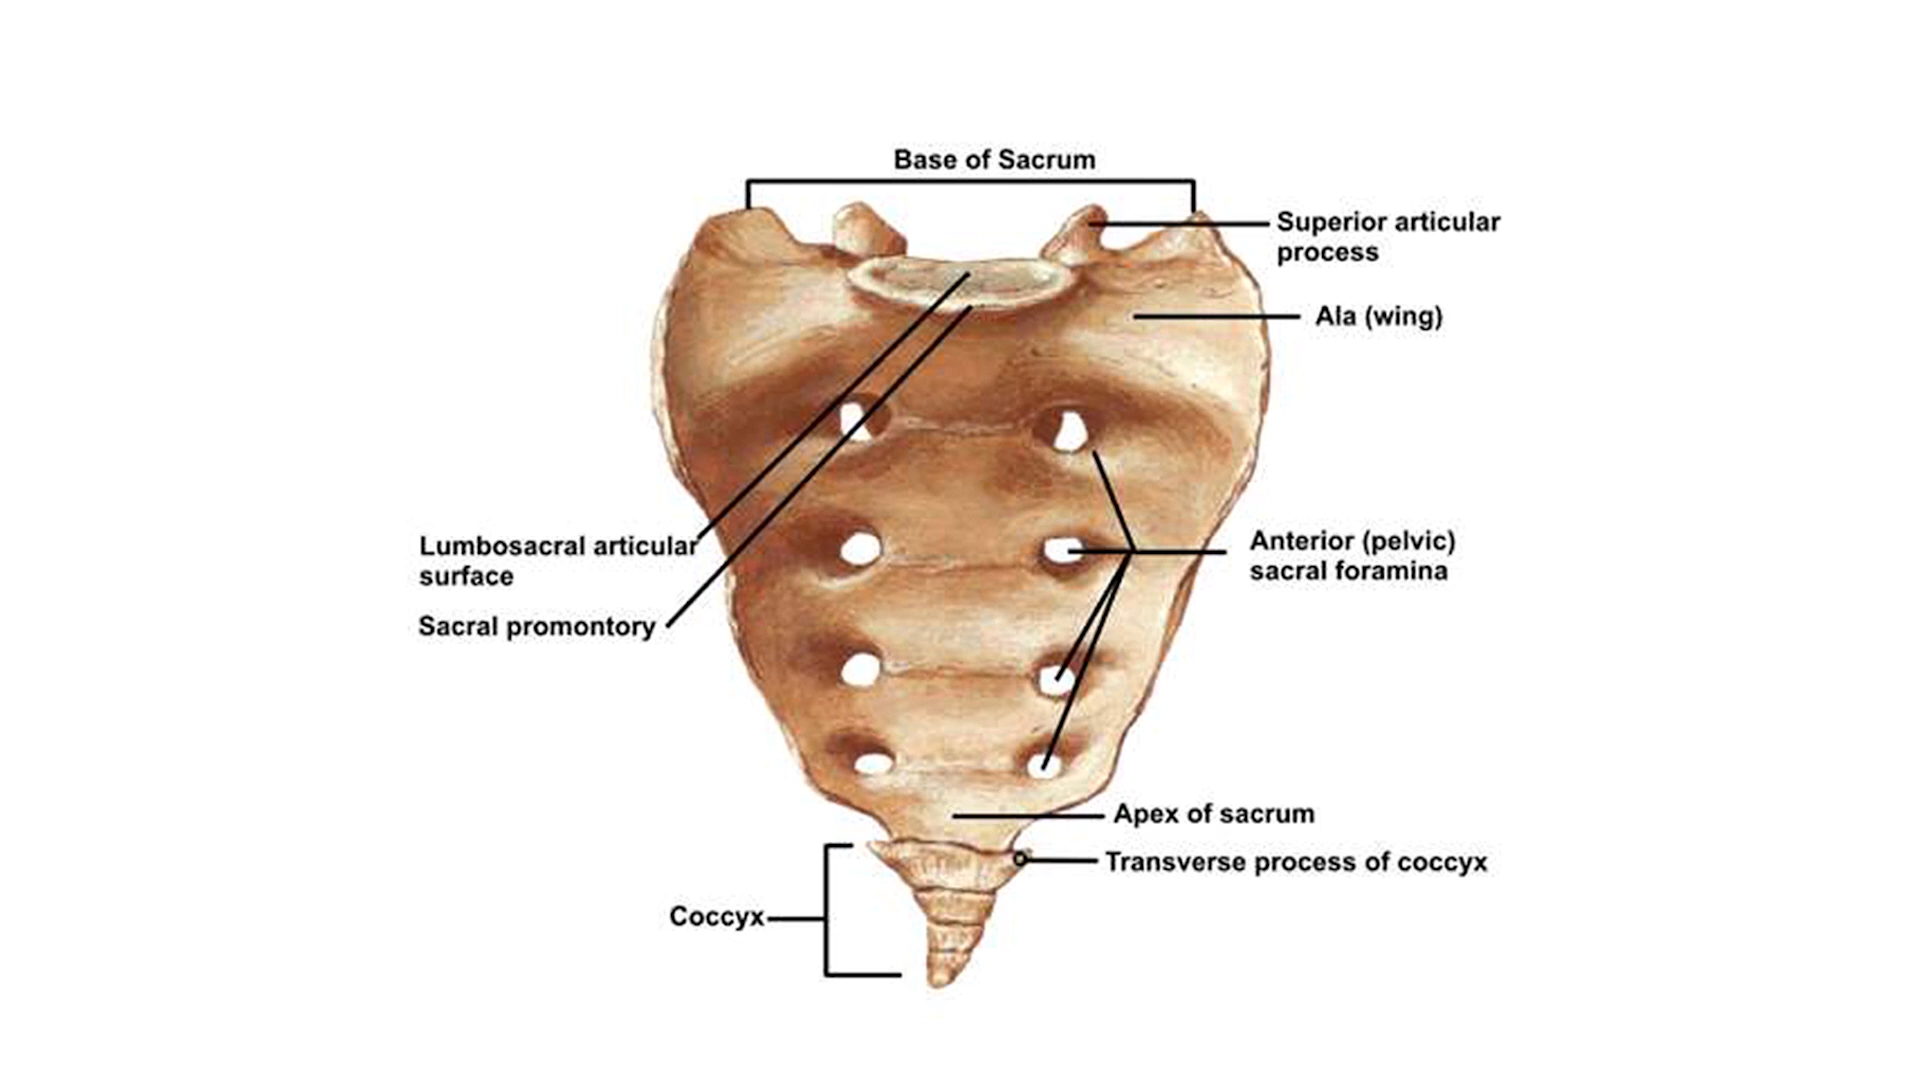 Base of Sacrum
Superior articular
process
Ala (wing)
Lumbosacral articular
surface
Anterior (pelvic)
sacral foramina
Sacral promontory
Apex of sacrum
Transverse process of coccyx
Coccyx